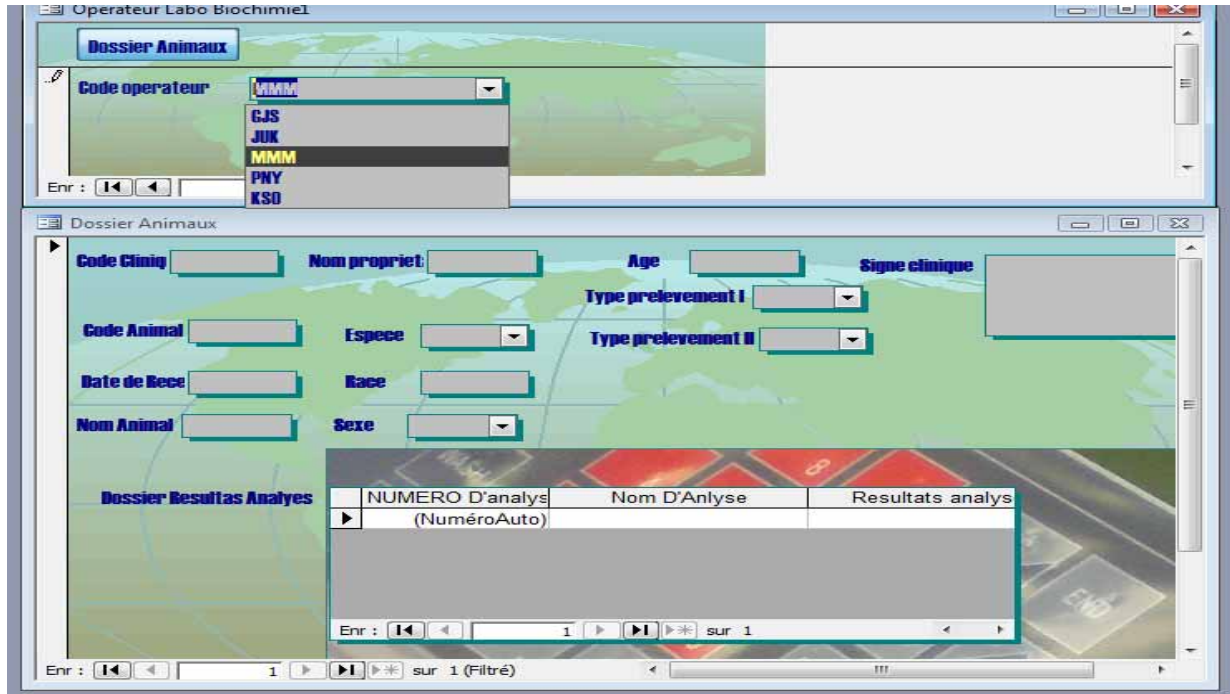 Operateur Labo Biochimie1
Dossier Animaux
Code operateur MMM
GJS
JUK
MMM
PNY
KSO
Enr :
Dossier Animaux
Code Cliniq Nom propriet Age Signe clinique
Type prelevement I
Code Animal Espece Type prelevement II
Date de Rece Race
Nom Animal Sexe
Dossier Resultas Analyes NUMERO D'analys Nom D'Anlyse Resultats analys
(NuméroAuto)
Enr : 1 sur 1
Enr : 1 sur 1 (Filtré)
8
END